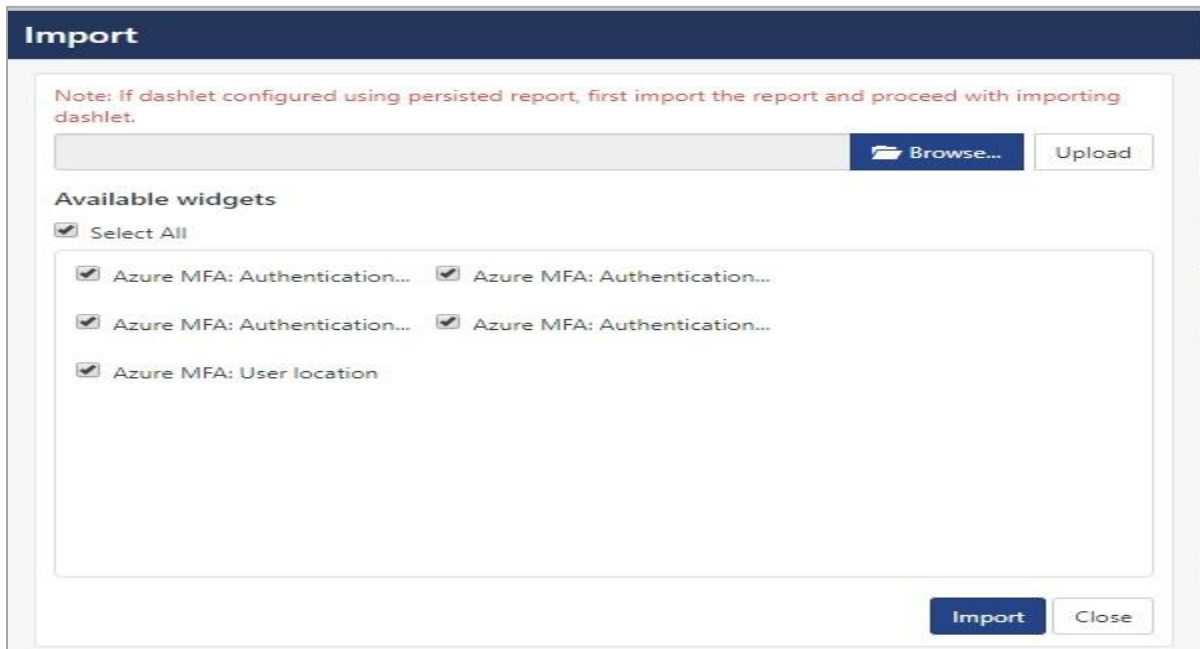 Import
Note: If dashlet configured using persisted report, first import the report and proceed with importing
dashlet.
Browse... Upload
Available widgets
Select All
Azure MFA: Authentication... Azure MFA: Authentication...
Azure MFA: Authentication... Azure MFA: Authentication...
Azure MFA: User location
Import Close